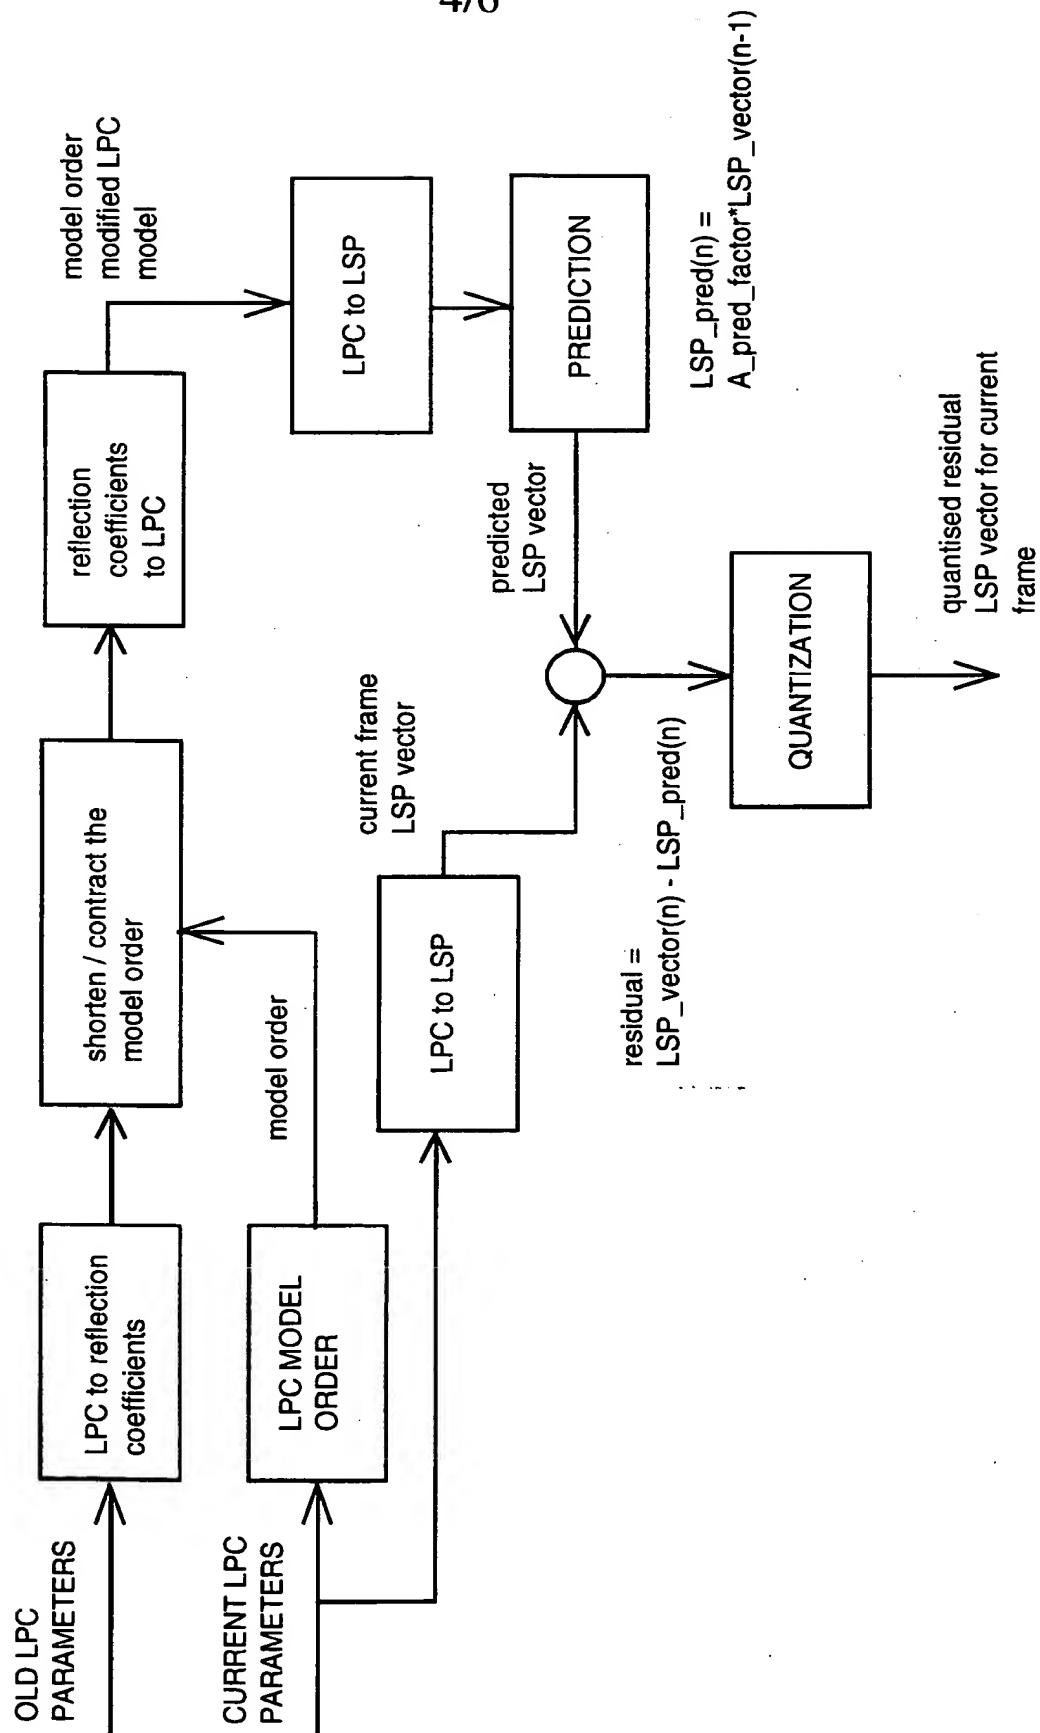 4/6
OLD LPC
PARAMETERS
LPC to reflection
coefficients
shorten / contract the
model order
reflection
coefficients
to LPC
model order
modified LPC
model
CURRENT LPC
PARAMETERS
LPC MODEL
ORDER
model order
LPC to LSP
current frame
LSP vector
LPC to LSP
PREDICTION
LSP_pred(n) =
A_pred_factor*LSP_vector(n-1)
predicted
LSP vector
residual =
LSP_vector(n) - LSP_pred(n)
QUANTIZATION
quantised residual
LSP vector for current
frame